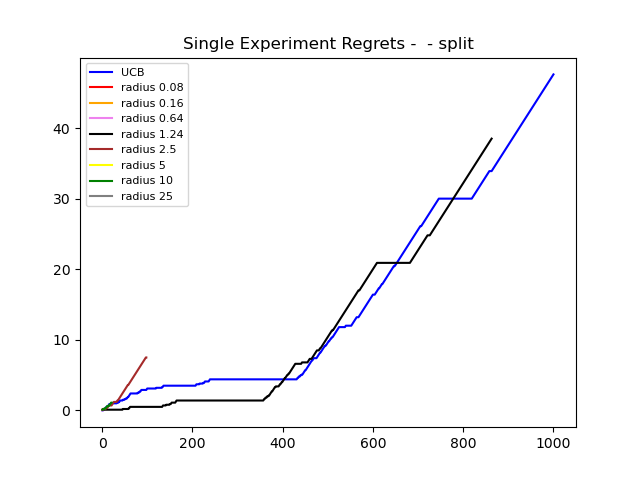 Single Experiment Regrets -  - split
UCB
radius 0.08
radius 0.16
radius 0.64
radius 1.24
radius 2.5
radius 5
radius 10
radius 25
40
30
20
10
0
0 200 400 600 800 1000